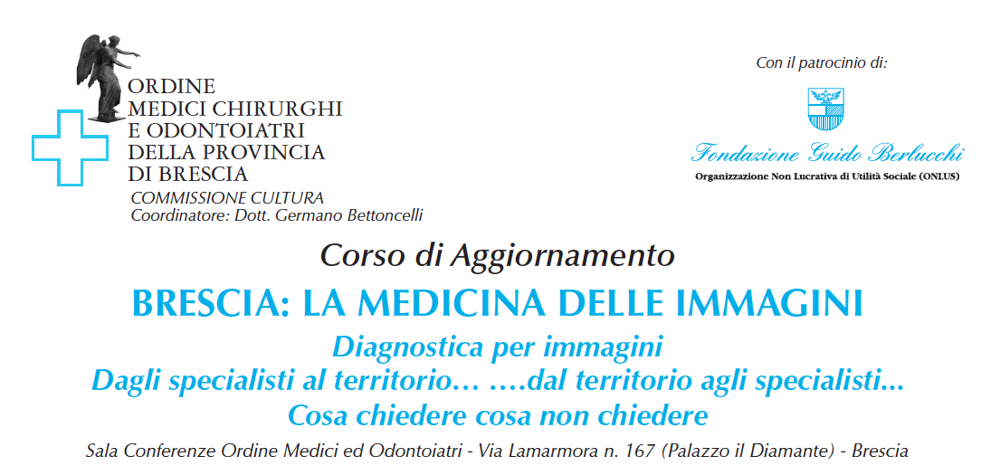 ORDINE
MEDICI CHIRURGHI
E ODONTOIATRI
DELLA PROVINCIA
DI BRESCIA
COMMISSIONE CULTURA
Coordinatore: Dott. Germano Bettoncelli
Con il patrocinio di:
Fondazione Guido Berlucchi
Organizzazione Non Lucrativa di Utilità Sociale (ONLUS)
Corso di Aggiornamento
BRESCIA: LA MEDICINA DELLE IMMAGINI
Diagnostica per immagini
Dagli specialisti al territorio… ….dal territorio agli specialisti...
Cosa chiedere cosa non chiedere
Sala Conferenze Ordine Medici ed Odontoiatri - Via Lamarmora n. 167 (Palazzo il Diamante) - Brescia